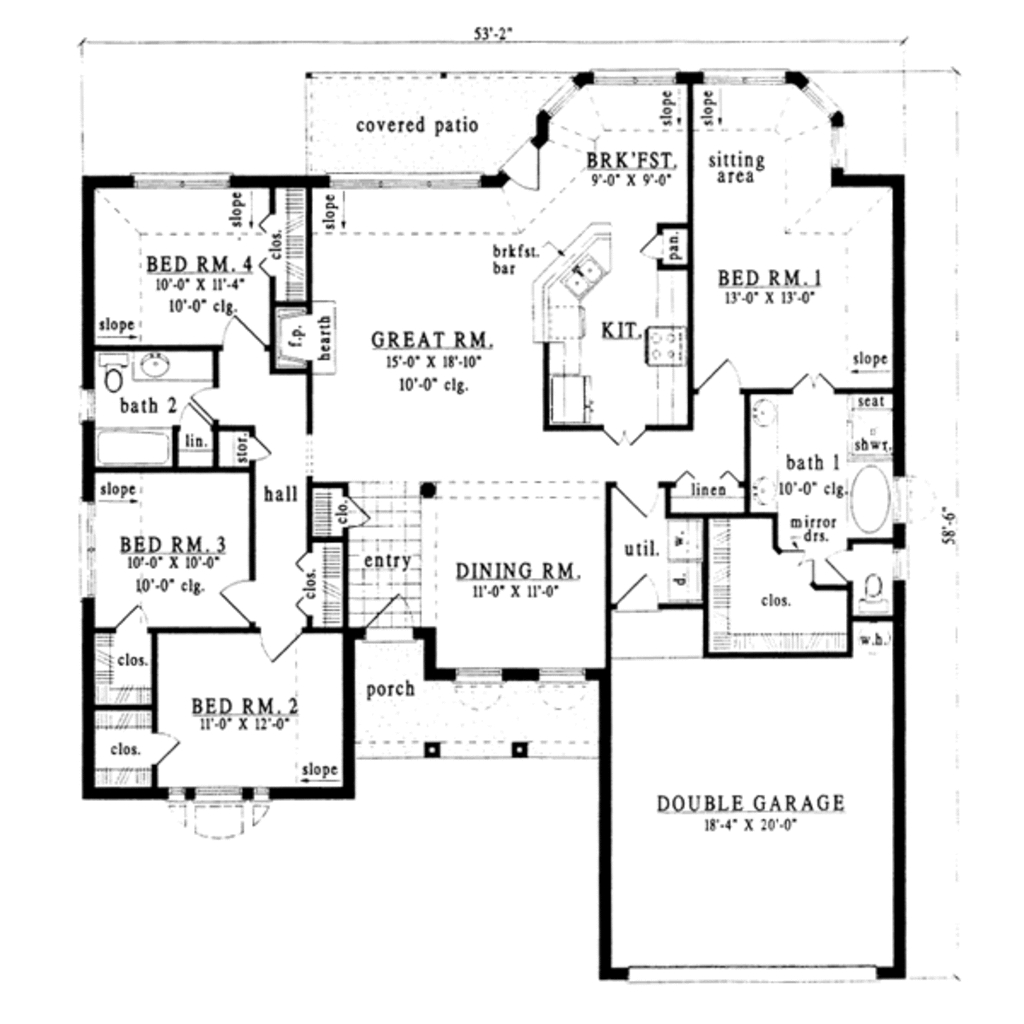 53'-2"
covered patio
slope
slope
BRK'FST.
9'-0" X 9'-0"
sitting
area
slope
slope
clos.
BED RM. 4
10'-0" X 11'-4"
10'-0" clg.
slope
brkfst.
bar
pan.
BED RM. 1
13'-0" X 13'-0"
f.p.
hearth
GREAT RM.
15'-0" X 18'-10"
10'-0" clg.
KIT.
slope
bath 2
lin.
stor.
seat
shwr.
bath 1
10'-0" clg.
slope
hall
clo.
linen
58'-6"
mirror
drs.
BED RM. 3
10'-0" X 10'-0"
10'-0" clg.
entry
util.
w.
d.
DINING RM.
11'-0" X 11'-0"
clos.
clos.
w.h.
clos.
porch
BED RM. 2
11'-0" X 12'-0"
clos.
slope
DOUBLE GARAGE
18'-4" X 20'-0"